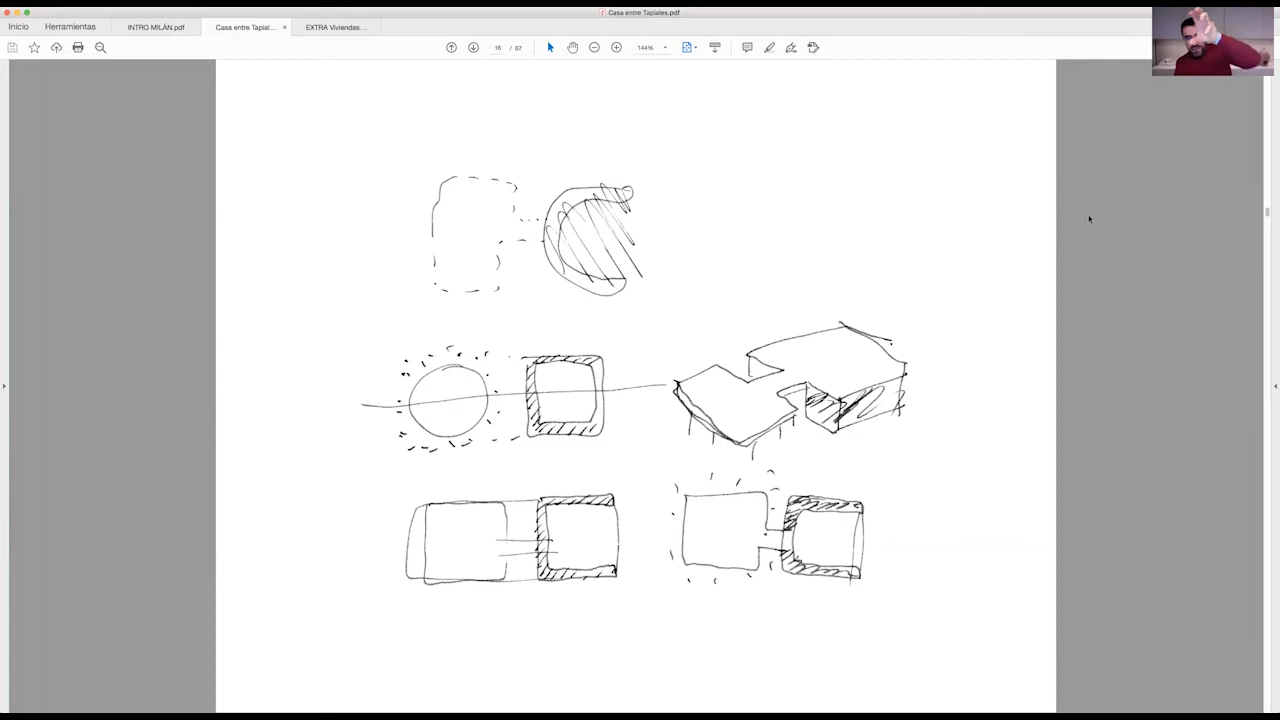 Casa entre Tapiales.pdf
Inicio
Herramientas
INTRO MILÁN.pdf
Casa entre Tapial... ×
EXTRA Viviendas...
16 / 67
144%